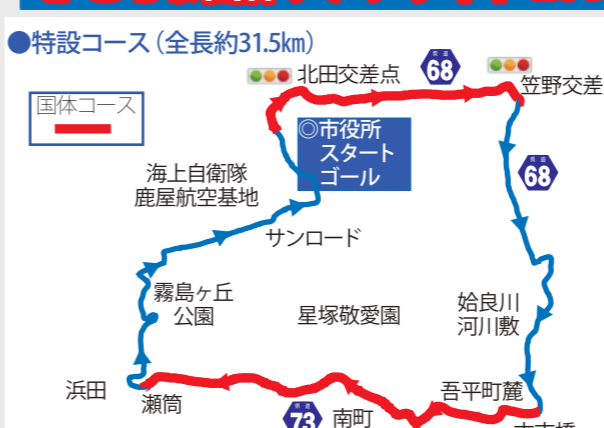 ●特設コース（全長約31.5km）
北田交差点
68
笠野交差
国体コース
◎市役所
スタート
ゴール
海上自衛隊
鹿屋航空基地
68
サンロード
霧島ヶ丘
公園
星塚敬愛園
姶良川
河川敷
浜田
瀬筒
吾平町麓
73
南町